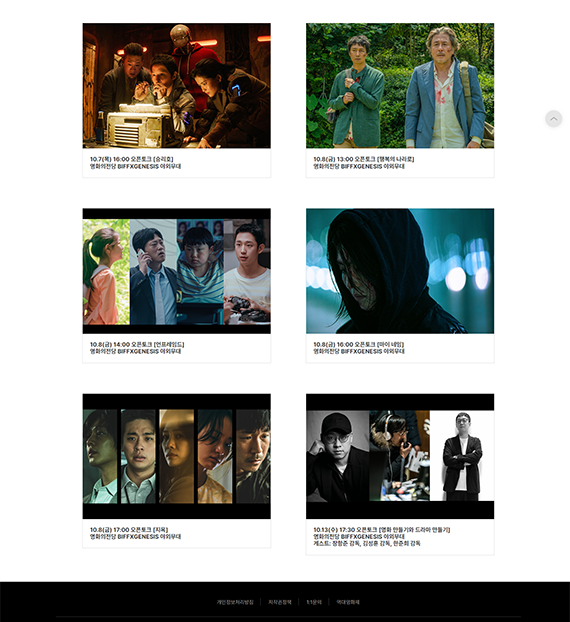 10.7(목) 16:00 오픈토크 [승리호]
영화의전당 BIFFXGENESIS 야외무대
10.8(금) 13:00 오픈토크 [행복의 나라로]
영화의전당 BIFFXGENESIS 야외무대
10.8(금) 14:00 오픈토크 [언프레임드]
영화의전당 BIFFXGENESIS 야외무대
10.8(금) 16:00 오픈토크 [마이 네임]
영화의전당 BIFFXGENESIS 야외무대
10.8(금) 17:00 오픈토크 [지옥]
영화의전당 BIFFXGENESIS 야외무대
10.13(수) 17:30 오픈토크 [영화 만들기와 드라마 만들기]
영화의전당 BIFFXGENESIS 야외무대
게스트: 장항준 감독, 김성훈 감독, 한준희 감독
개인정보처리방침 저작권정책 1:1문의 역대영화제